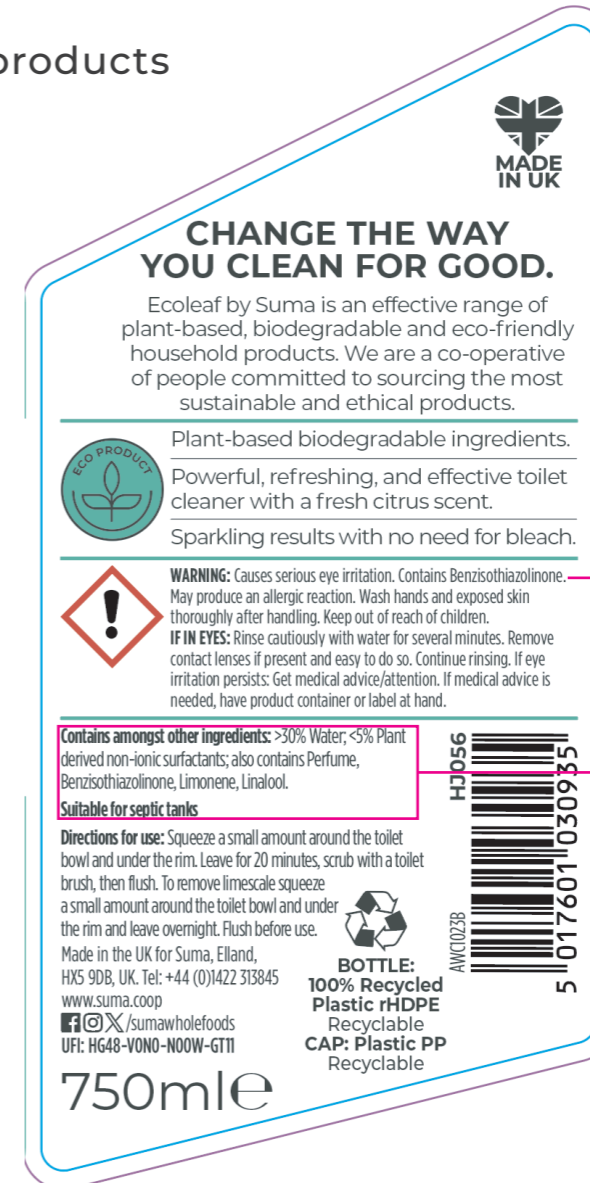 products
MADE
IN UK
CHANGE THE WAY
YOU CLEAN FOR GOOD.
Ecoleaf by Suma is an effective range of
plant-based, biodegradable and eco-friendly
household products. We are a co-operative
of people committed to sourcing the most
sustainable and ethical products.
ECO PRODUCT
Plant-based biodegradable ingredients.
Powerful, refreshing, and effective toilet
cleaner with a fresh citrus scent.
Sparkling results with no need for bleach.
WARNING: Causes serious eye irritation. Contains Benzisothiazolinone.
May produce an allergic reaction. Wash hands and exposed skin
thoroughly after handling. Keep out of reach of children.
IF IN EYES: Rinse cautiously with water for several minutes. Remove
contact lenses if present and easy to do so. Continue rinsing. If eye
irritation persists: Get medical advice/attention. If medical advice is
needed, have product container or label at hand.
Contains amongst other ingredients: >30% Water; <5% Plant
derived non-ionic surfactants; also contains Perfume,
Benzisothiazolinone, Limonene, Linalool.
Suitable for septic tanks
Directions for use: Squeeze a small amount around the toilet
bowl and under the rim. Leave for 20 minutes, scrub with a toilet
brush, then flush. To remove limescale squeeze
a small amount around the toilet bowl and under
the rim and leave overnight. Flush before use.
Made in the UK for Suma, Elland,
HX5 9DB, UK. Tel: +44 (0)1422 313845
www.suma.coop
/sumawholefoods
UFI: HG48-V0N0-N00W-GT11
750ml℮
BOTTLE:
100% Recycled
Plastic rHDPE
Recyclable
CAP: Plastic PP
Recyclable
HJ056
AWC1023B
5 017601 030935